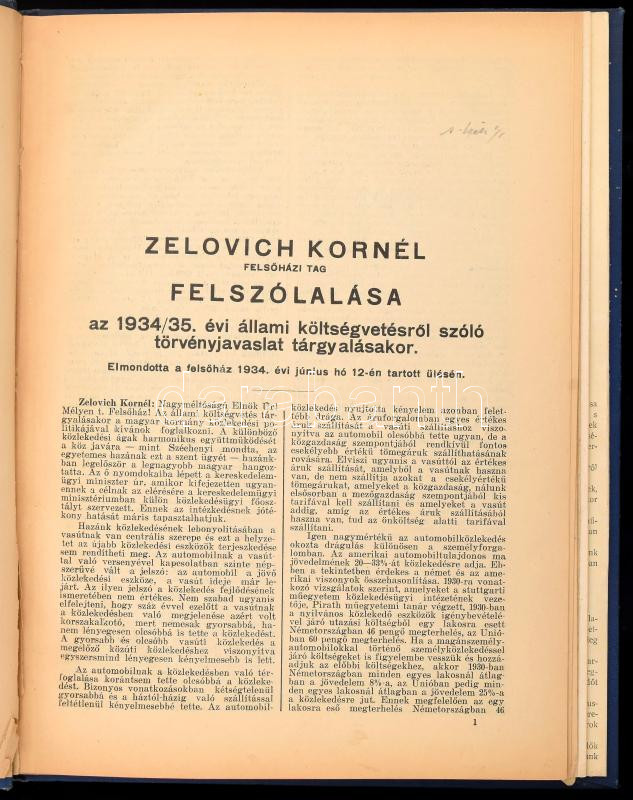 ZELOVICH KORNÉL
FELSŐHÁZI TAG
FELSZÓLALÁSA
az 1934/35. évi állami költségvetésről szóló
törvényjavaslat tárgyalásakor.
Elmondotta a felsőház 1934. évi június hó 12-én tartott ülésén.
Zelovich Kornél: Nagyméltóságú Elnök Úr!
Mélyen t. Felsőház! Az állami költségvetés tár-
gyalásakor a magyar kormány közlekedési po-
litikájával kívánok foglalkozni. A különböző
közlekedési ágak harmonikus együttműködését
a köz javára — mint Széchenyi mondta, az
egyetemes hazának ezt a szent ügyét — hazánk-
ban legelőször a legnagyobb magyar hangoz-
tatta. Az ő nyomdokaiba lépett a kereskedelem-
ügyi miniszter úr, amikor kifejezetten ugyan-
ennek a célnak az elérésére a kereskedelemügyi
minisztériumban külön közlekedésügyi főosz-
tályt szervezett. Ennek az intézkedésnek jóté-
kony hatását máris tapasztalhatjuk.
Hazánk közlekedésének lebonyolításában a
vasútnak van centrális szerepe és ezt a helyze-
tet az újabb közlekedési eszközök terjeszkedése
sem rendítheti meg. Az automobilnak a vasút-
tal való versenyével kapcsolatban szinte nép-
szerűvé vált a jelszó: az automobil a jövő
közlekedési eszköze, a vasút ideje már le-
járt. Az ilyen jelszó a közlekedés fejlődésének
ismeretében nem értékes. Nem szabad ugyanis
elfelejteni, hogy száz évvel ezelőtt a vasútnak
a közlekedésben való megjelenése azért volt
korszakalkotó, mert nemcsak gyorsabbá, ha-
nem lényegesen olcsóbbá is tette a közlekedést.
A gyorsabb és olcsóbb vasúti közlekedés a
megelőző közúti közlekedéshez viszonyítva
egyszersmind lényegesen kényelmesebb is lett.
Az automobilnak a közlekedésben való tér-
foglalása korántsem tette olcsóbbá a közleke-
dést. Bizonyos vonatkozásokban kétségtelenül
gyorsabbá és a háztól-házig való szállítással
feltétlenül kényelmesebbé tette. Az automobil-
közlekedés nyujtotta kényelem azonban felet-
tébb drága. Az áruforgalomban egyes értékes
áruk szállítását a vasúti szállításhoz viszo-
nyítva az automobil olcsóbbá tette ugyan, de a
közgazdaság szempontjából rendkívül fontos
csekélyebb értékű tömegáruk szállíthatásának
rovására. Elviszi ugyanis a vasúttól az értékes
áruk szállítását, amelyből a vasútnak haszna
van, de nem szállítja azokat a csekélyértékű
tömegárukat, amelyeket a közgazdaság, nálunk
elsősorban a mezőgazdaság szempontjából kis
tarifával kell szállítani és amelyeket a vasút
addig, amíg az értékes áruk szállításából
haszna van, tud az önköltség alatti tarifával
szállítani.
Igen nagymértékű az automobilközlekedés
okozta drágulás különösen a személyforga-
lomban. Az amerikai automobiltulajdonos ma
jövedelmének 20—33%-át közlekedésre adja. Eb-
ben a tekintetben érdekes a német és az ame-
rikai viszonyok összehasonlítása. 1930-ra vonat-
kozó vizsgálatok szerint, amelyeket a stuttgarti
műegyetem közlekedésügyi intézetének veze-
tője, Pirath műegyetemi tanár végzett, 1930-ban
a nyilvános közlekedő eszközök igénybevételé-
vel járó utazási költségből egy lakosra esett
Németországban 46 pengő megterhelés, az Unió-
ban 60 pengő megterhelés. Ha a magánszemély-
automobilokkal történő személyközlekedéssel
járó költségeket is figyelembe vesszük és hozzá-
adjuk az előbbi költségekhez, akkor 1930-ban
Németországban minden egyes lakosnál átlag-
ban a jövedelem 8%-a, az Unióban pedig min-
den egyes lakosnál átlagban a jövedelem 25%-a
a közlekedésre jut. Ennek megfelelően az egy
lakosra eső megterhelés Németországban 46
1